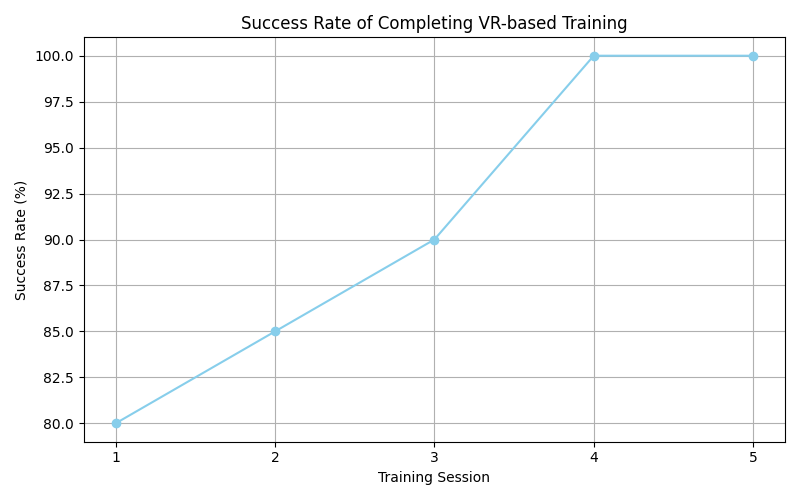 Success Rate of Completing VR-based Training
100.0
97.5
95.0
92.5
90.0
87.5
85.0
82.5
80.0
Success Rate (%)
1 2 3 4 5
Training Session